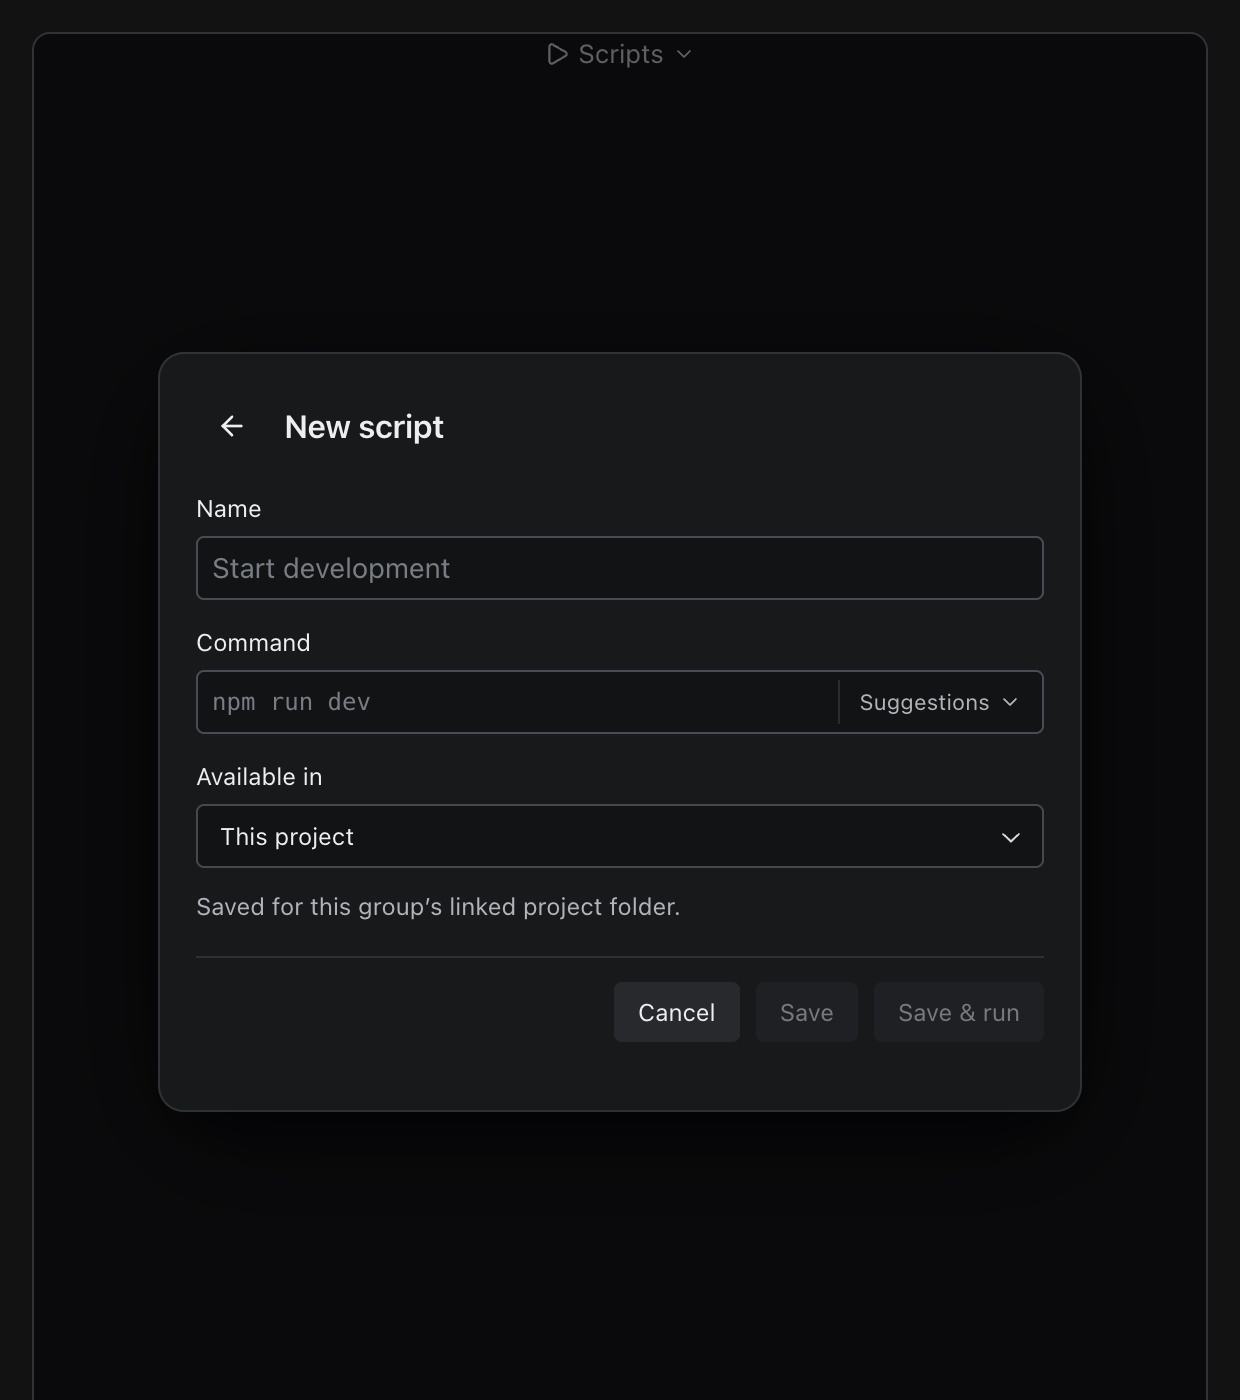 Scripts
New script
Name
Start development
Command
npm run dev
Suggestions
Available in
This project
Saved for this group’s linked project folder.
Cancel
Save
Save & run